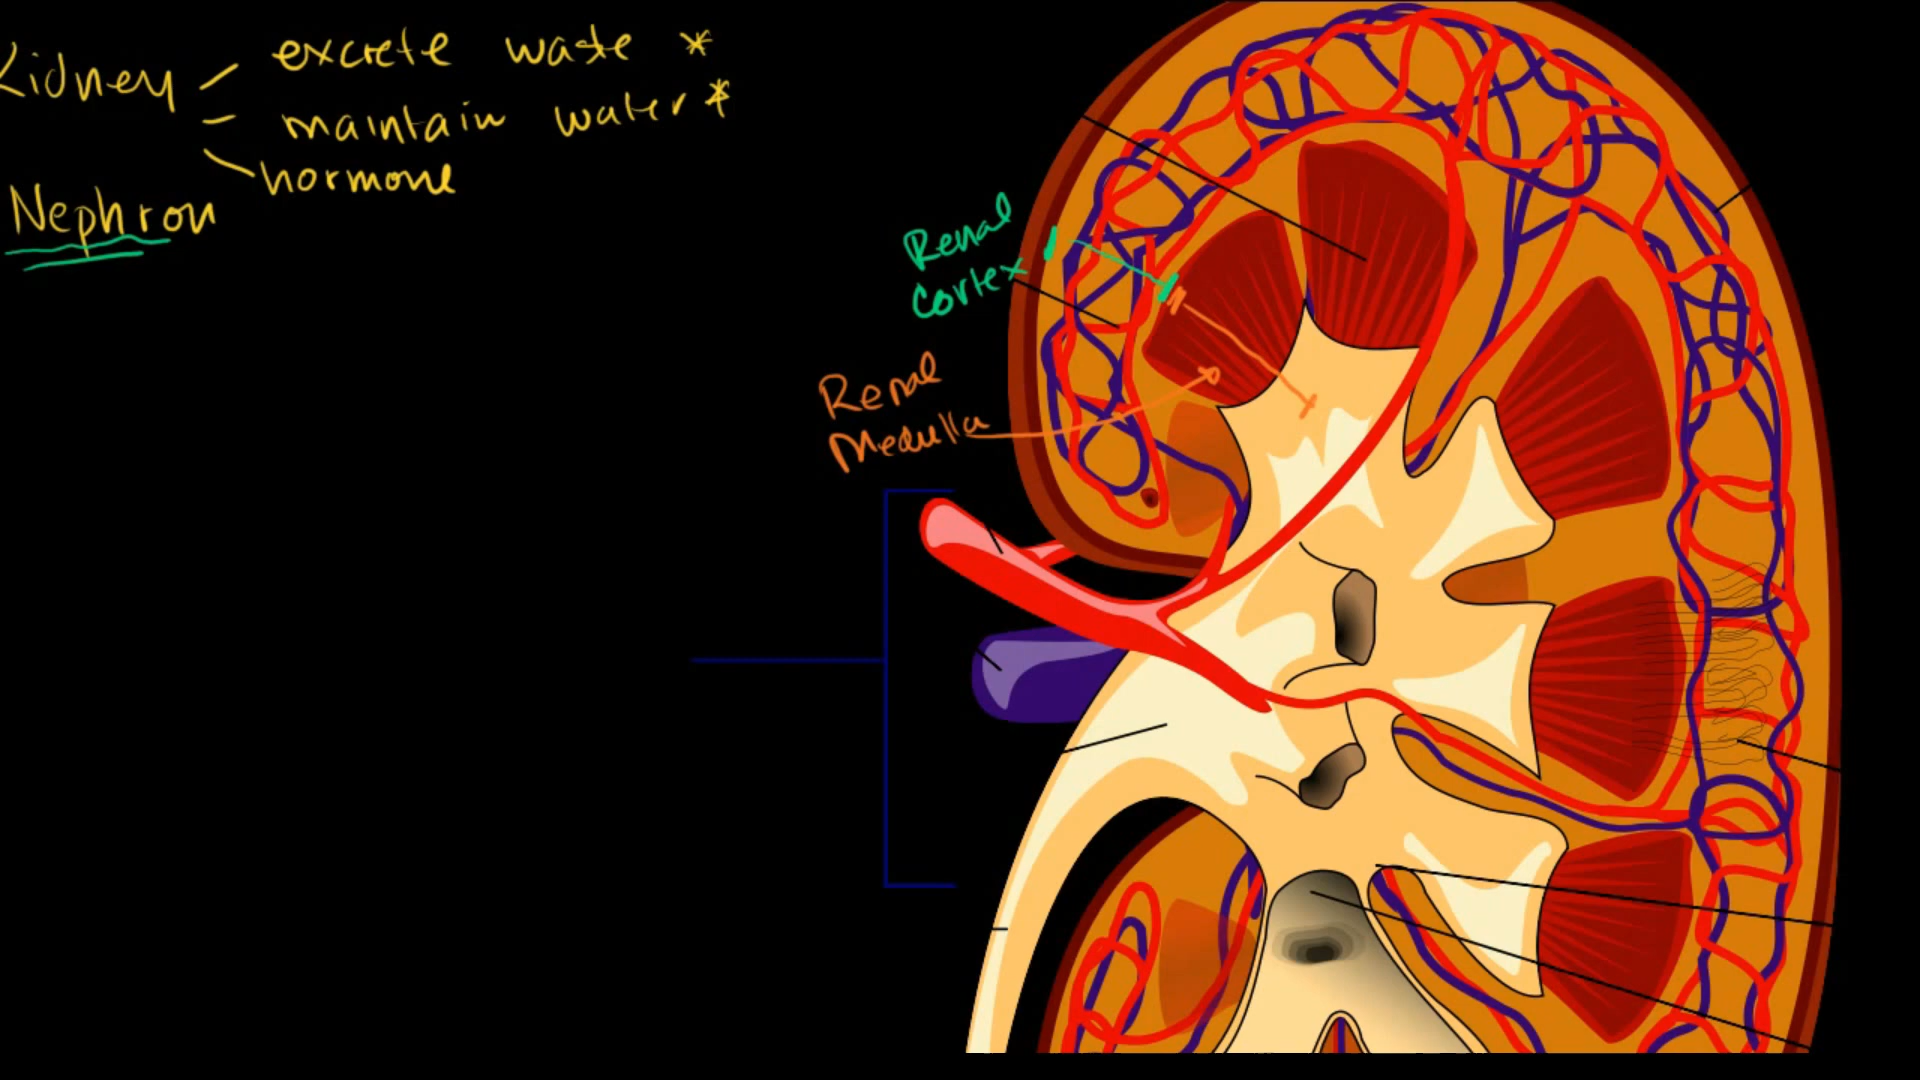 Kidney - excrete waste *
- maintain water *
- hormone
Nephron
Renal
Cortex
Renal
Medulla